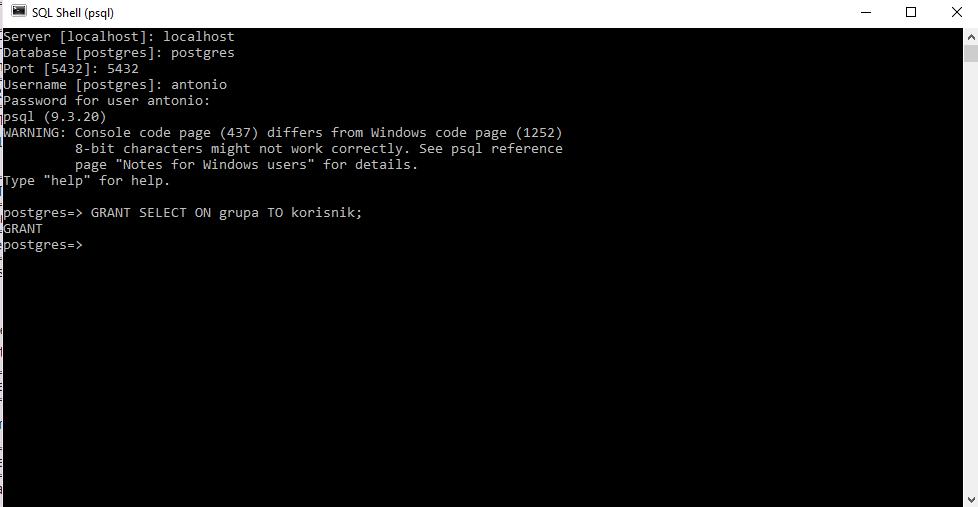 SQL Shell (psql)
Server [localhost]: localhost
Database [postgres]: postgres
Port [5432]: 5432
Username [postgres]: antonio
Password for user antonio:
psql (9.3.20)
WARNING: Console code page (437) differs from Windows code page (1252)
         8-bit characters might not work correctly. See psql reference
         page "Notes for Windows users" for details.
Type "help" for help.

postgres=> GRANT SELECT ON grupa TO korisnik;
GRANT
postgres=>